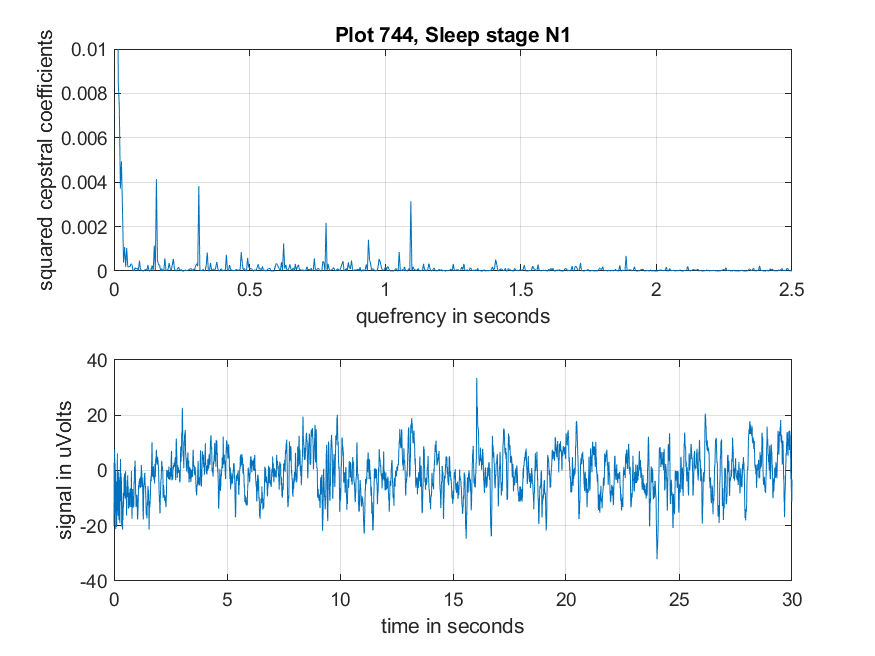 Plot 744, Sleep stage N1
squared cepstral coefficients
0.01
0.008
0.006
0.004
0.002
0
0 0.5 1 1.5 2 2.5
quefrency in seconds
signal in uVolts
40
20
0
-20
-40
0 5 10 15 20 25 30
time in seconds